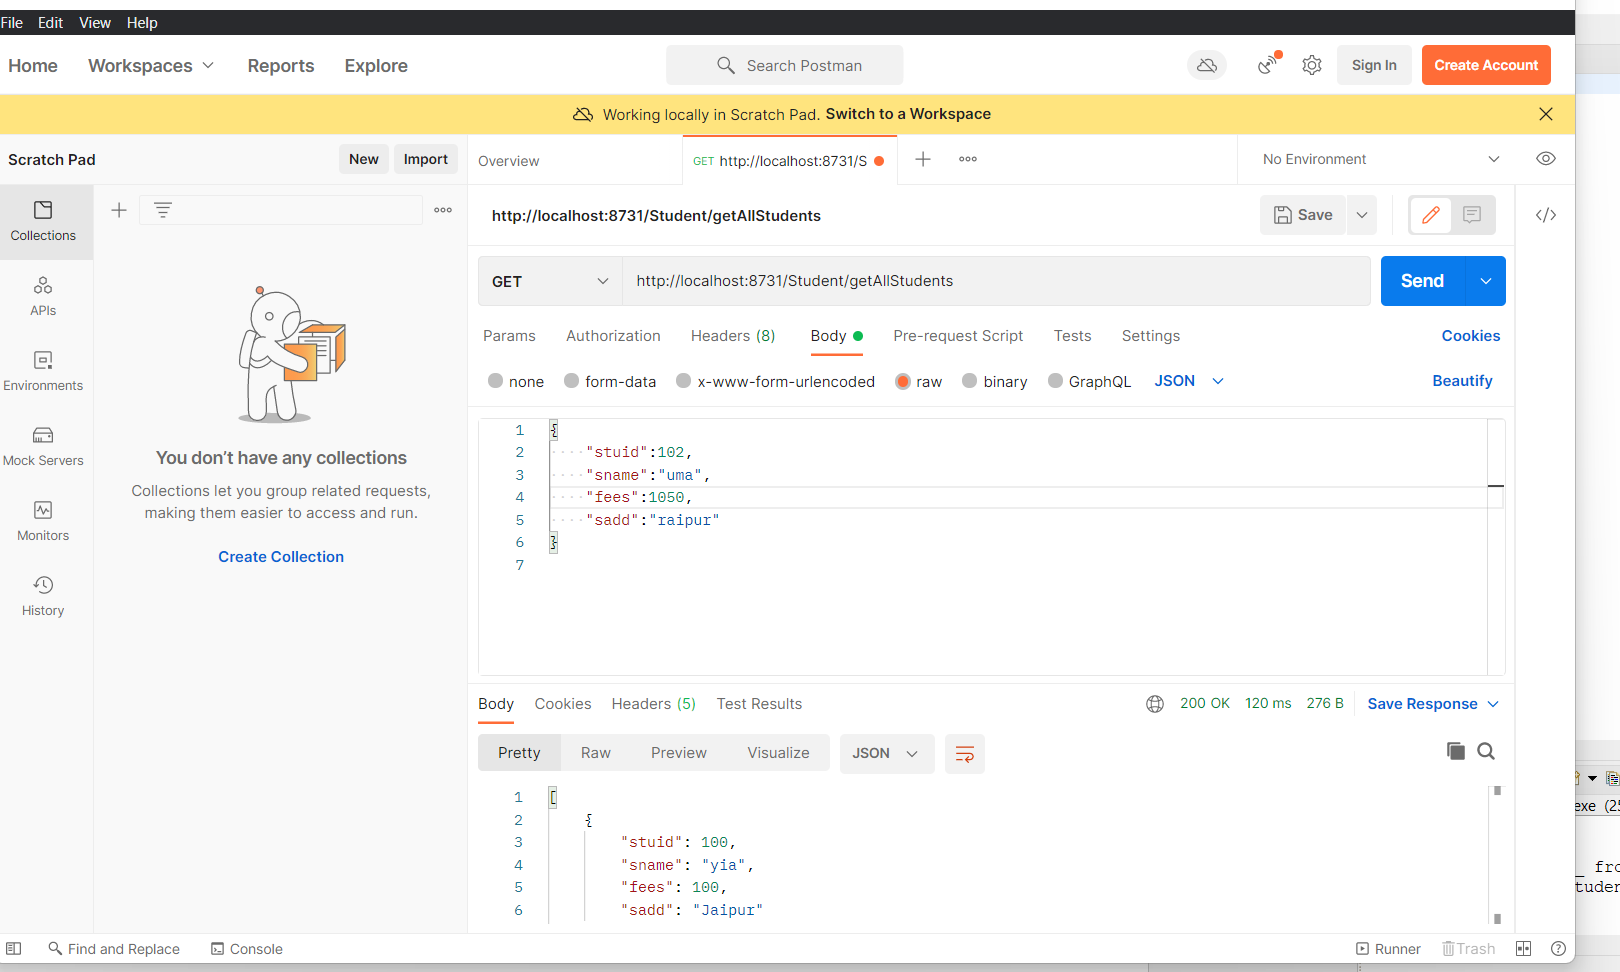 File Edit View Help
Home Workspaces Reports Explore Search Postman Sign In Create Account
Working locally in Scratch Pad. Switch to a Workspace
Scratch Pad New Import Overview GET http://localhost:8731/S No Environment
http://localhost:8731/Student/getAllStudents Save
Collections
APIs
Environments
Mock Servers
Monitors
History
You don't have any collections
Collections let you group related requests,
making them easier to access and run.
Create Collection
GET http://localhost:8731/Student/getAllStudents Send
Params Authorization Headers (8) Body Pre-request Script Tests Settings Cookies
none form-data x-www-form-urlencoded raw binary GraphQL JSON Beautify
1 {
2 "stuid":102,
3 "sname":"uma",
4 "fees":1050,
5 "sadd":"raipur"
6 }
7
Body Cookies Headers (5) Test Results 200 OK 120 ms 276 B Save Response
Pretty Raw Preview Visualize JSON
1 [
2 {
3 "stuid": 100,
4 "sname": "yia",
5 "fees": 100,
6 "sadd": "Jaipur"
exe (25
_ fro
tuden
Find and Replace Console Runner Trash